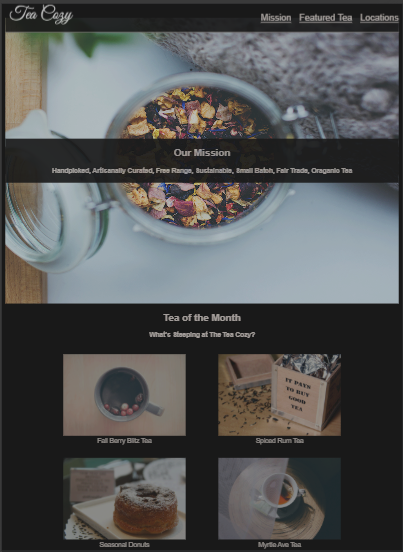 Tea Cozy
Mission Featured Tea Locations
Our Mission
Handpicked, Artisanally Curated, Free Range, Sustainable, Small Batch, Fair Trade, Oraganic Tea
Tea of the Month
What's Steeping at The Tea Cozy?
IT PAYS
TO BUY
GOOD
TEA
Fall Berry Blitz Tea
Spiced Rum Tea
Seasonal Donuts
Myrtle Ave Tea